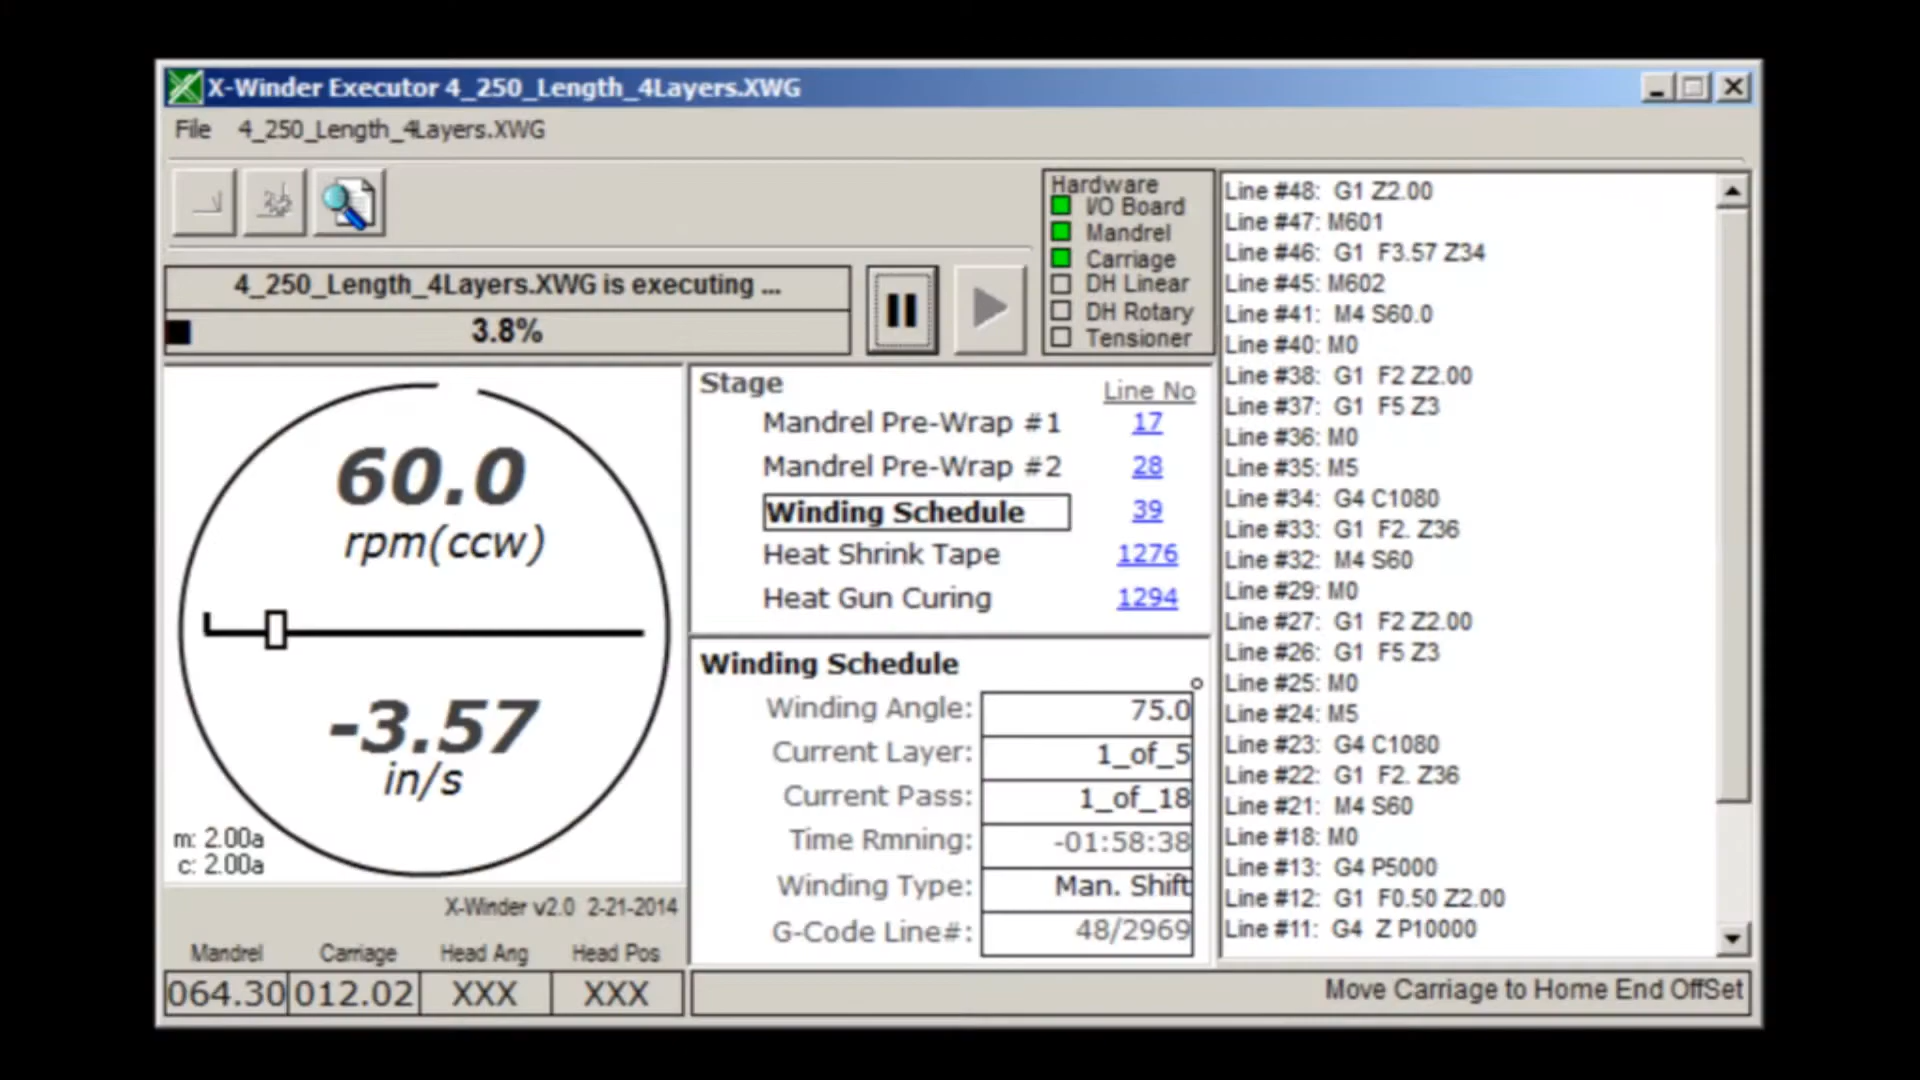 X-Winder Executor 4_250_Length_4Layers.XWG
File 4_250_Length_4Layers.XWG
Hardware
I/O Board
Mandrel
Carriage
DH Linear
DH Rotary
Tensioner
4_250_Length_4Layers.XWG is executing ...
3.8%
60.0
rpm(ccw)
-3.57
in/s
m: 2.00a
c: 2.00a
X-Winder v2.0 2-21-2014
Mandrel Carriage Head Ang Head Pos
064.30 012.02 XXX XXX
Stage Line No
Mandrel Pre-Wrap #1 17
Mandrel Pre-Wrap #2 28
Winding Schedule 39
Heat Shrink Tape 1276
Heat Gun Curing 1294
Winding Schedule
Winding Angle: 75.0 °
Current Layer: 1_of_5
Current Pass: 1_of_18
Time Rmning: -01:58:38
Winding Type: Man. Shift
G-Code Line#: 48/2969
Line #48: G1 Z2.00
Line #47: M601
Line #46: G1 F3.57 Z34
Line #45: M602
Line #41: M4 S60.0
Line #40: M0
Line #38: G1 F2 Z2.00
Line #37: G1 F5 Z3
Line #36: M0
Line #35: M5
Line #34: G4 C1080
Line #33: G1 F2. Z36
Line #32: M4 S60
Line #29: M0
Line #27: G1 F2 Z2.00
Line #26: G1 F5 Z3
Line #25: M0
Line #24: M5
Line #23: G4 C1080
Line #22: G1 F2. Z36
Line #21: M4 S60
Line #18: M0
Line #13: G4 P5000
Line #12: G1 F0.50 Z2.00
Line #11: G4 Z P10000
Move Carriage to Home End OffSet